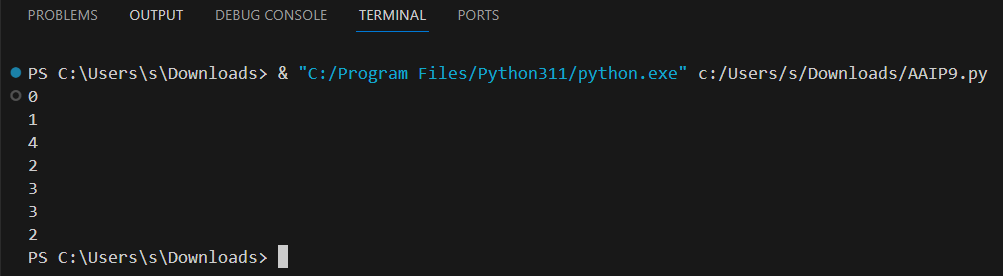 PROBLEMS OUTPUT DEBUG CONSOLE TERMINAL PORTS
PS C:\Users\s\Downloads> & "C:/Program Files/Python311/python.exe" c:/Users/s/Downloads/AAIP9.py
0
1
4
2
3
3
2
PS C:\Users\s\Downloads>